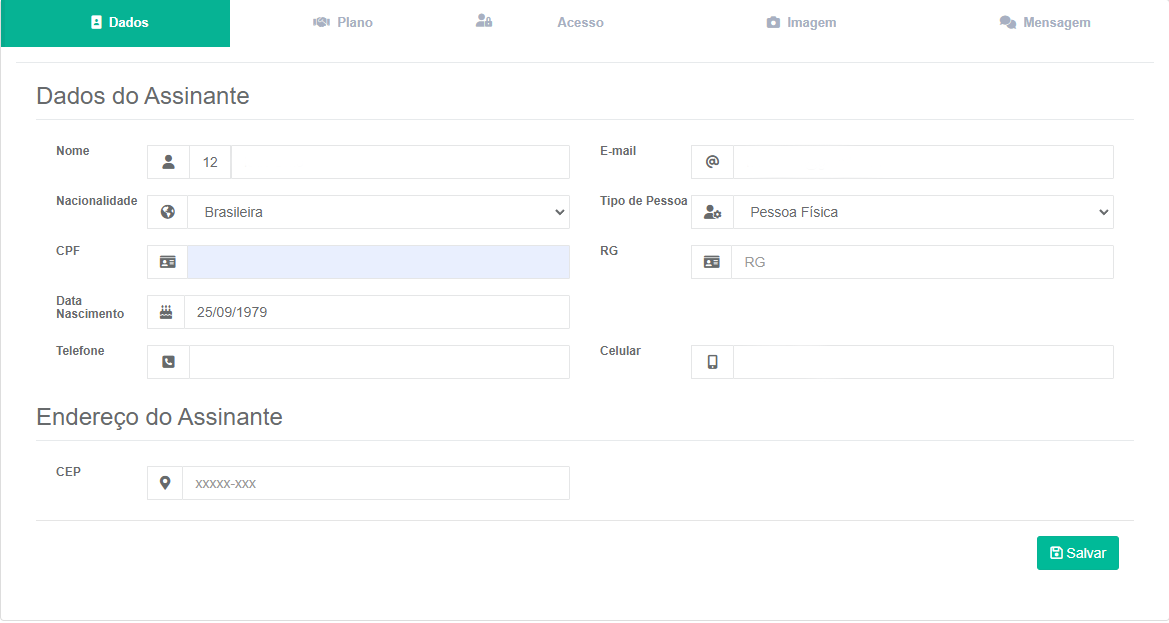 Dados Plano Acesso Imagem Mensagem
Dados do Assinante
Nome 12 E-mail @
Nacionalidade Brasileira Tipo de Pessoa Pessoa Física
CPF RG RG
Data
Nascimento 25/09/1979
Telefone Celular
Endereço do Assinante
CEP xxxxx-xxx
Salvar